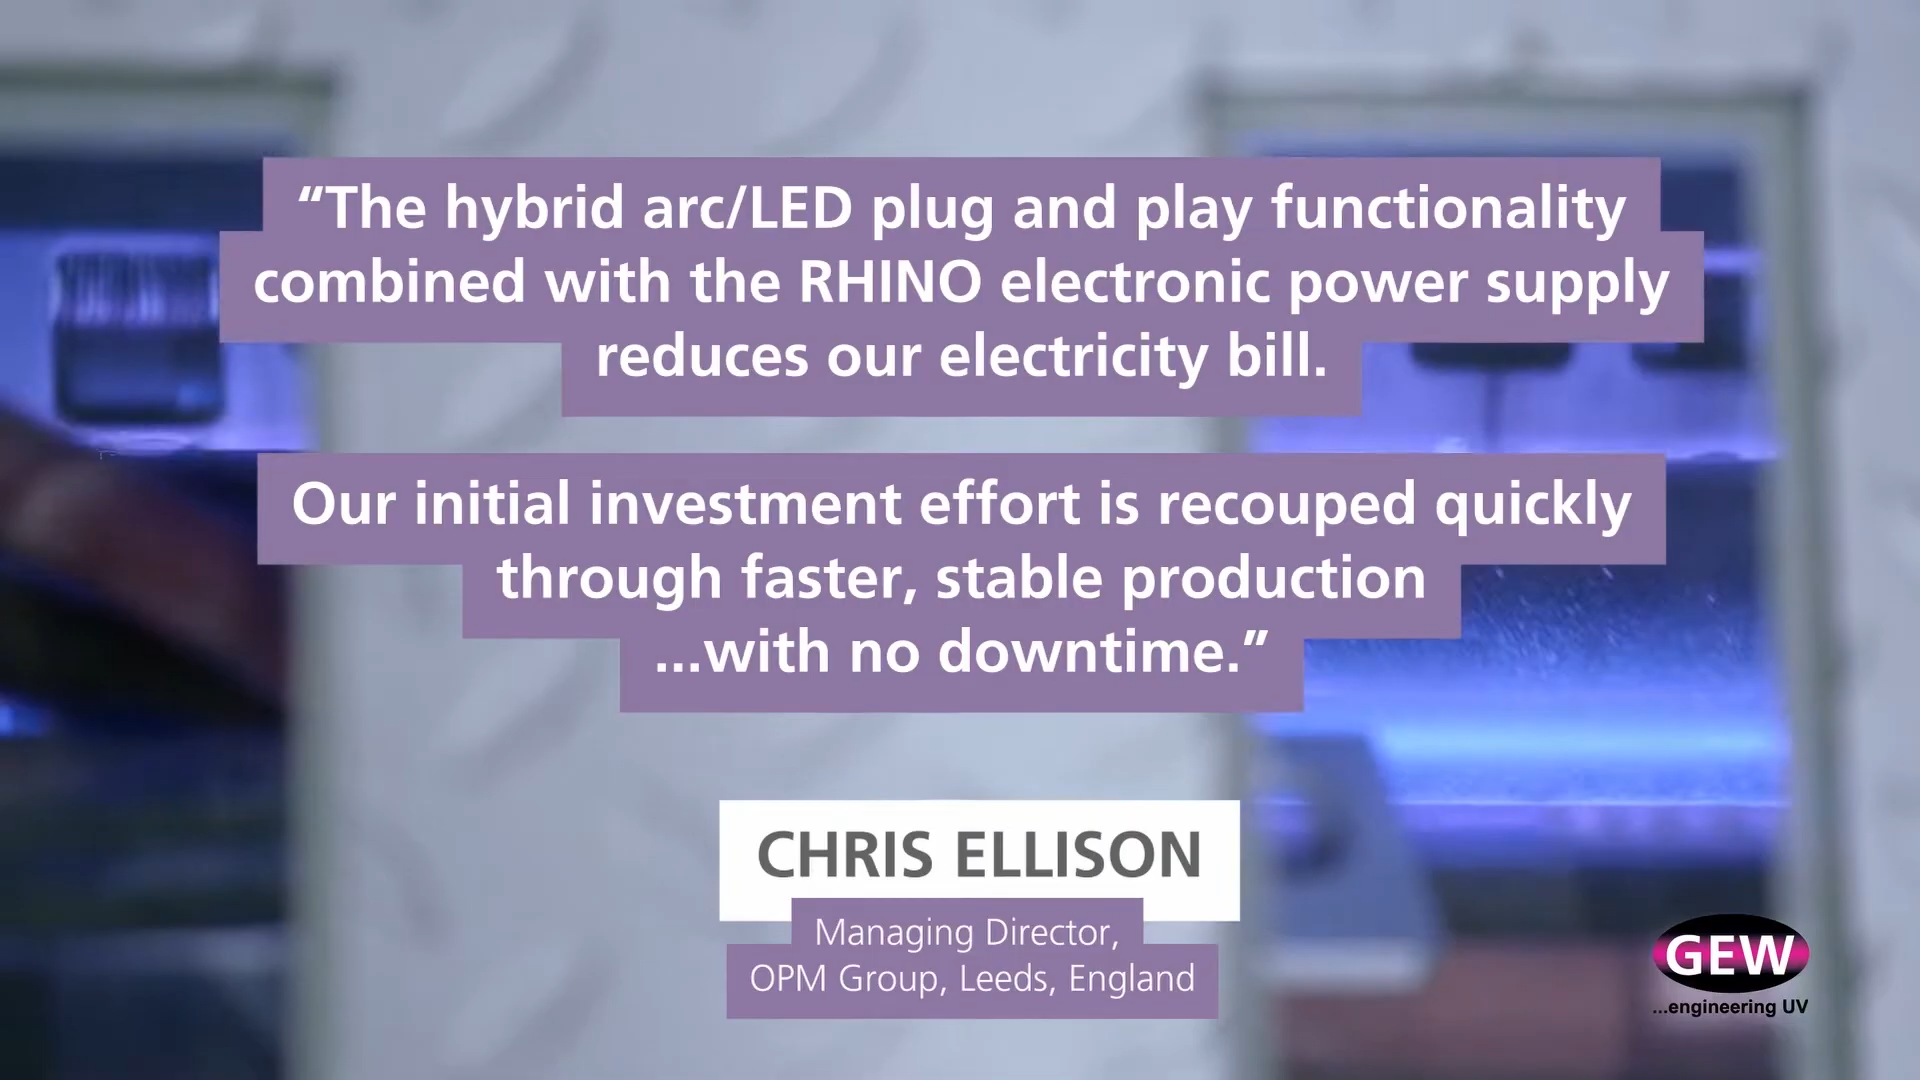 “The hybrid arc/LED plug and play functionality
combined with the RHINO electronic power supply
reduces our electricity bill.
Our initial investment effort is recouped quickly
through faster, stable production
...with no downtime.”
CHRIS ELLISON
Managing Director,
OPM Group, Leeds, England
GEW
...engineering UV